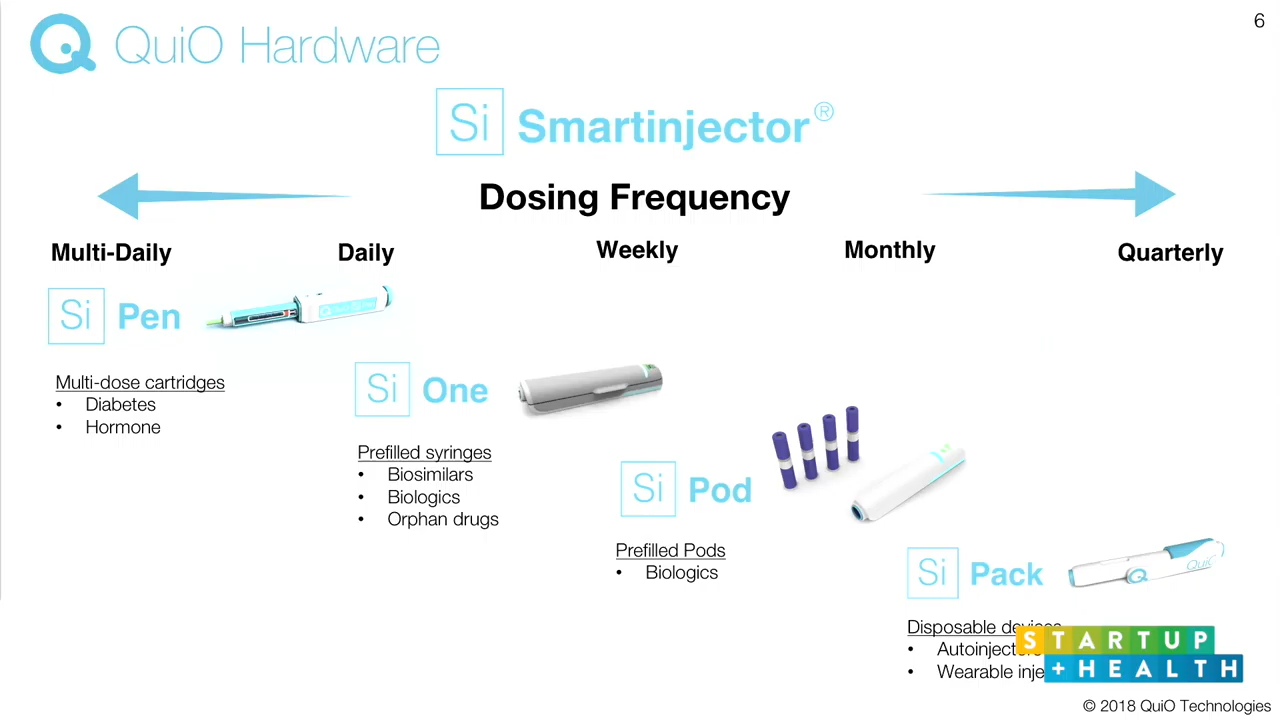 QuiO Hardware
6
Si Smartinjector®
Dosing Frequency
Multi-Daily Daily Weekly Monthly Quarterly
Si Pen
Multi-dose cartridges
• Diabetes
• Hormone
Si One
Prefilled syringes
• Biosimilars
• Biologics
• Orphan drugs
Si Pod
Prefilled Pods
• Biologics
Si Pack
QuiO
Disposable
•
• Wearable
STARTUP
+HEALTH
© 2018 QuiO Technologies